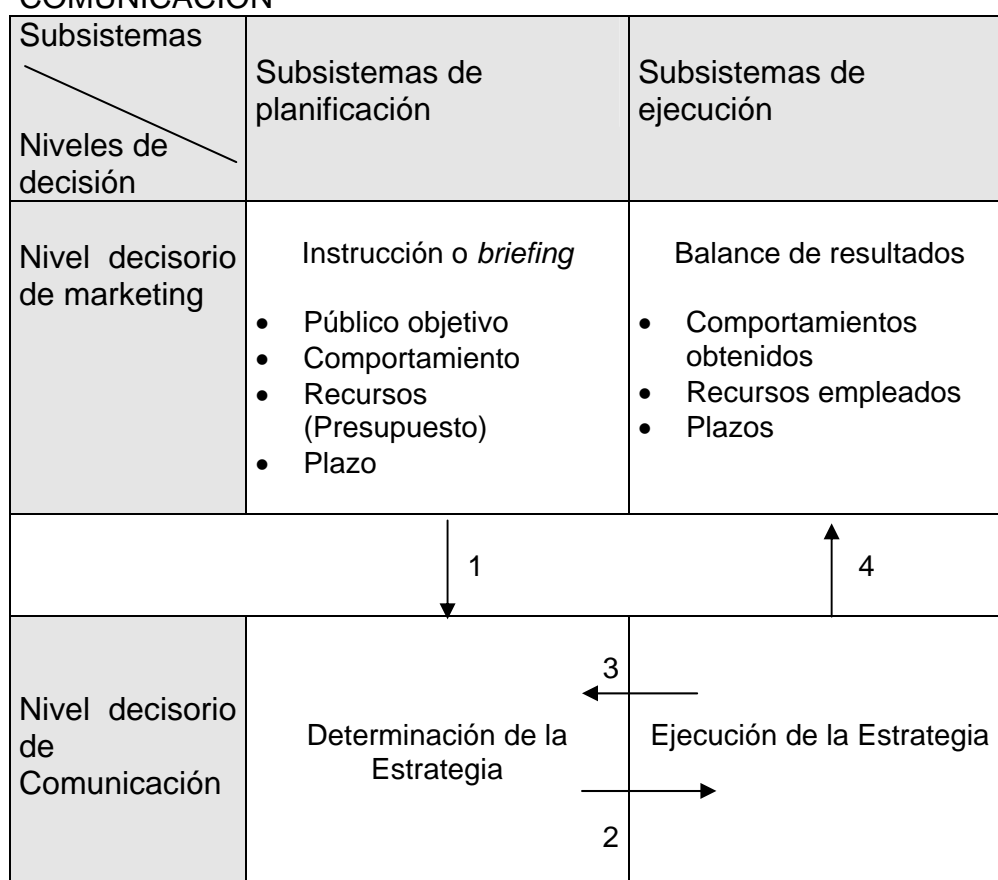 COMUNICACIÓN
Subsistemas
Niveles de
decisión
Subsistemas de
planificación
Subsistemas de
ejecución
Nivel decisorio
de marketing
Instrucción o briefing
• Público objetivo
• Comportamiento
• Recursos
(Presupuesto)
• Plazo
Balance de resultados
• Comportamientos
obtenidos
• Recursos empleados
• Plazos
1
4
Nivel decisorio
de
Comunicación
Determinación de la
Estrategia
3
2
Ejecución de la Estrategia